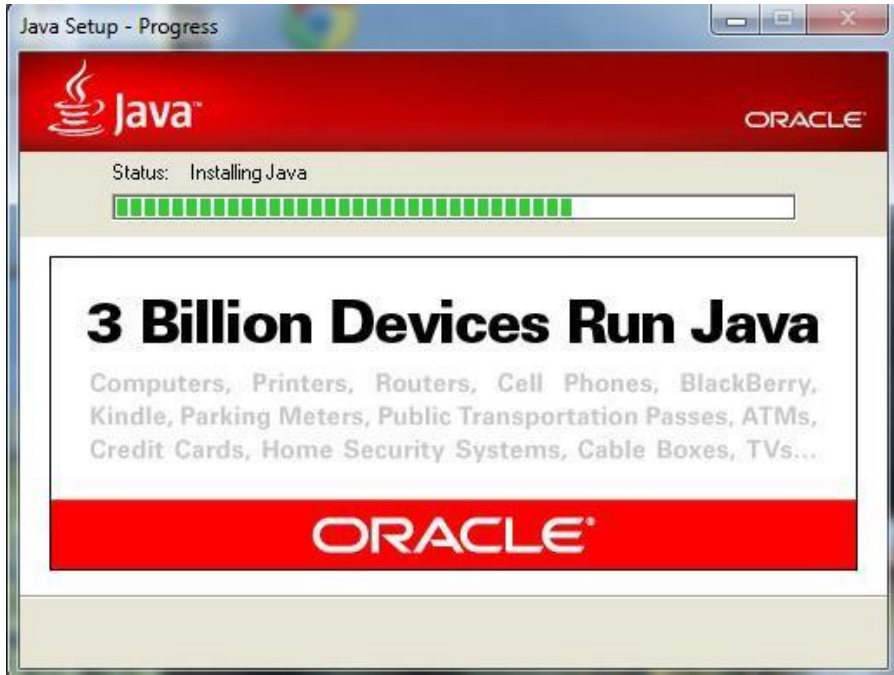 Java Setup - Progress
Java™
ORACLE®
Status: Installing Java
3 Billion Devices Run Java
Computers, Printers, Routers, Cell Phones, BlackBerry,
Kindle, Parking Meters, Public Transportation Passes, ATMs,
Credit Cards, Home Security Systems, Cable Boxes, TVs...
ORACLE®